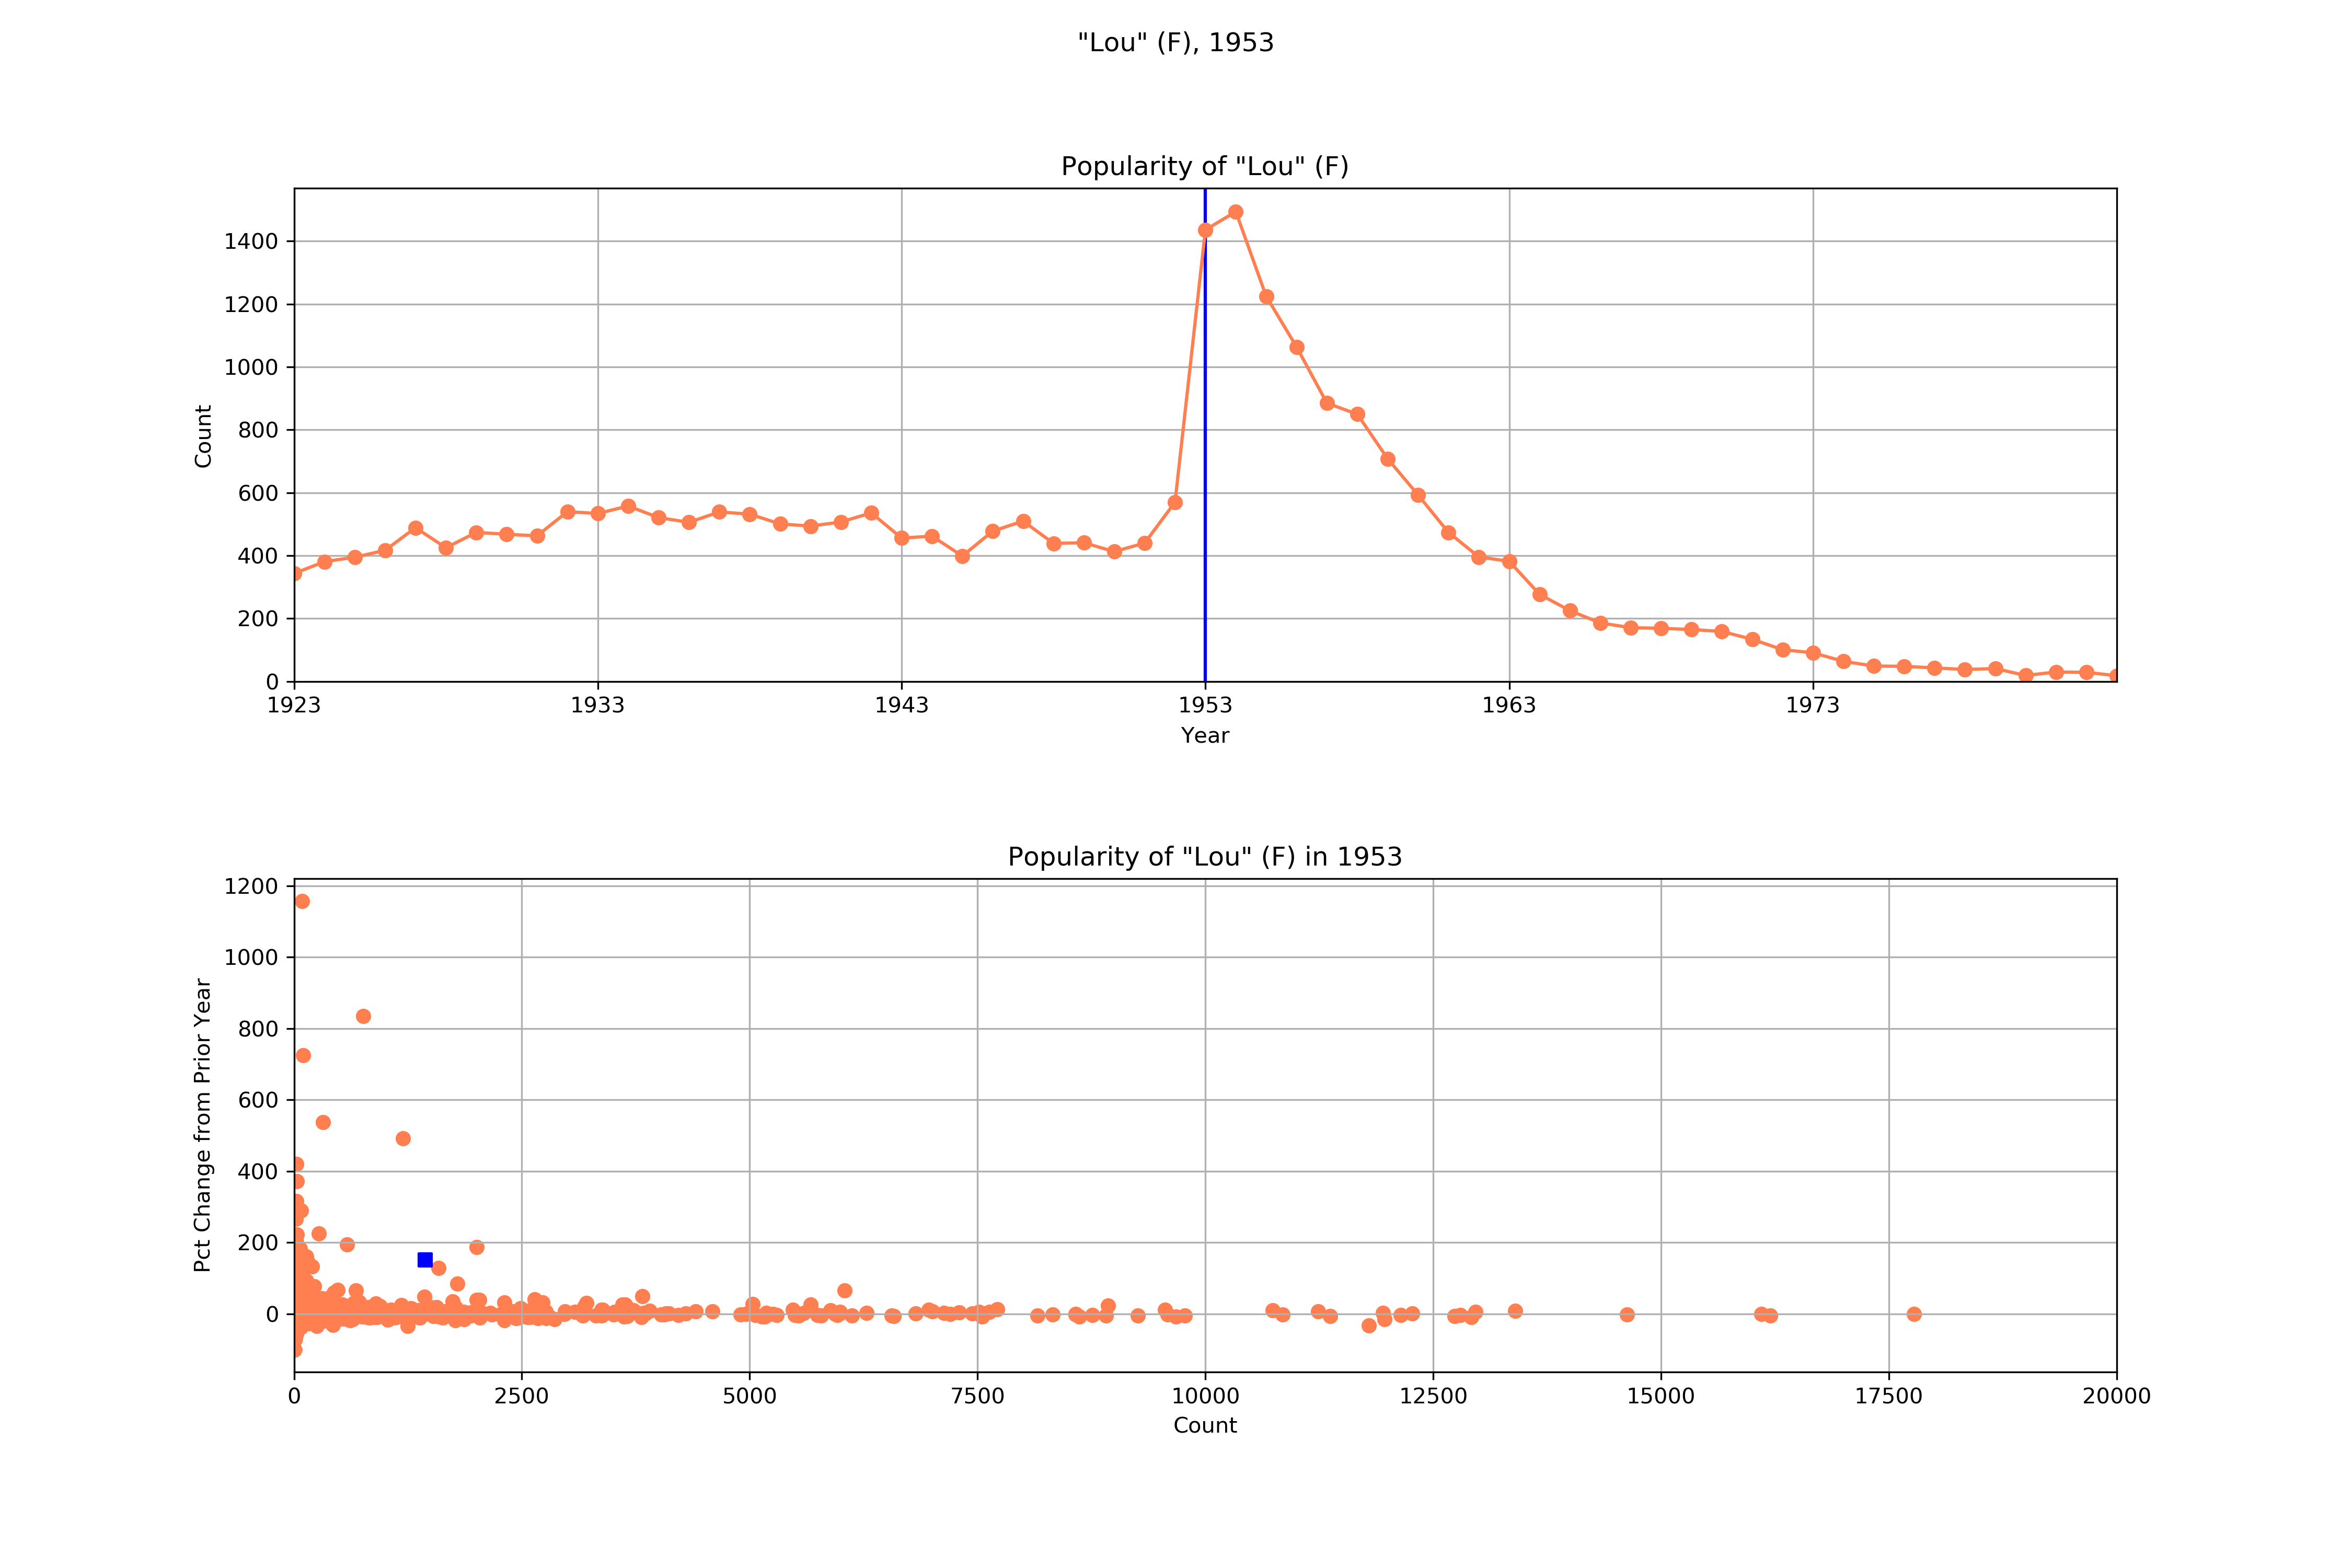 "Lou" (F), 1953
Popularity of "Lou" (F)
1400
1200
1000
800
600
400
200
0
Count
1923 1933 1943 1953 1963 1973
Year
Popularity of "Lou" (F) in 1953
1200
1000
800
600
400
200
0
Pct Change from Prior Year
0 2500 5000 7500 10000 12500 15000 17500 20000
Count